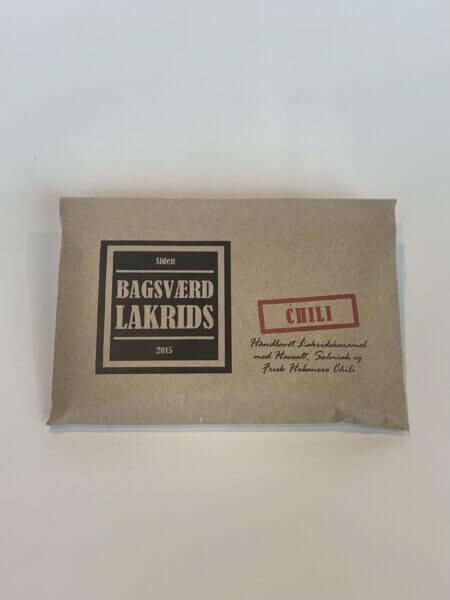 Siden
BAGSVÆRD
LAKRIDS
2015
CHILI
Håndlavet Lakridskaramel
med Havsalt, Salmiak og
Frisk Habanero Chili